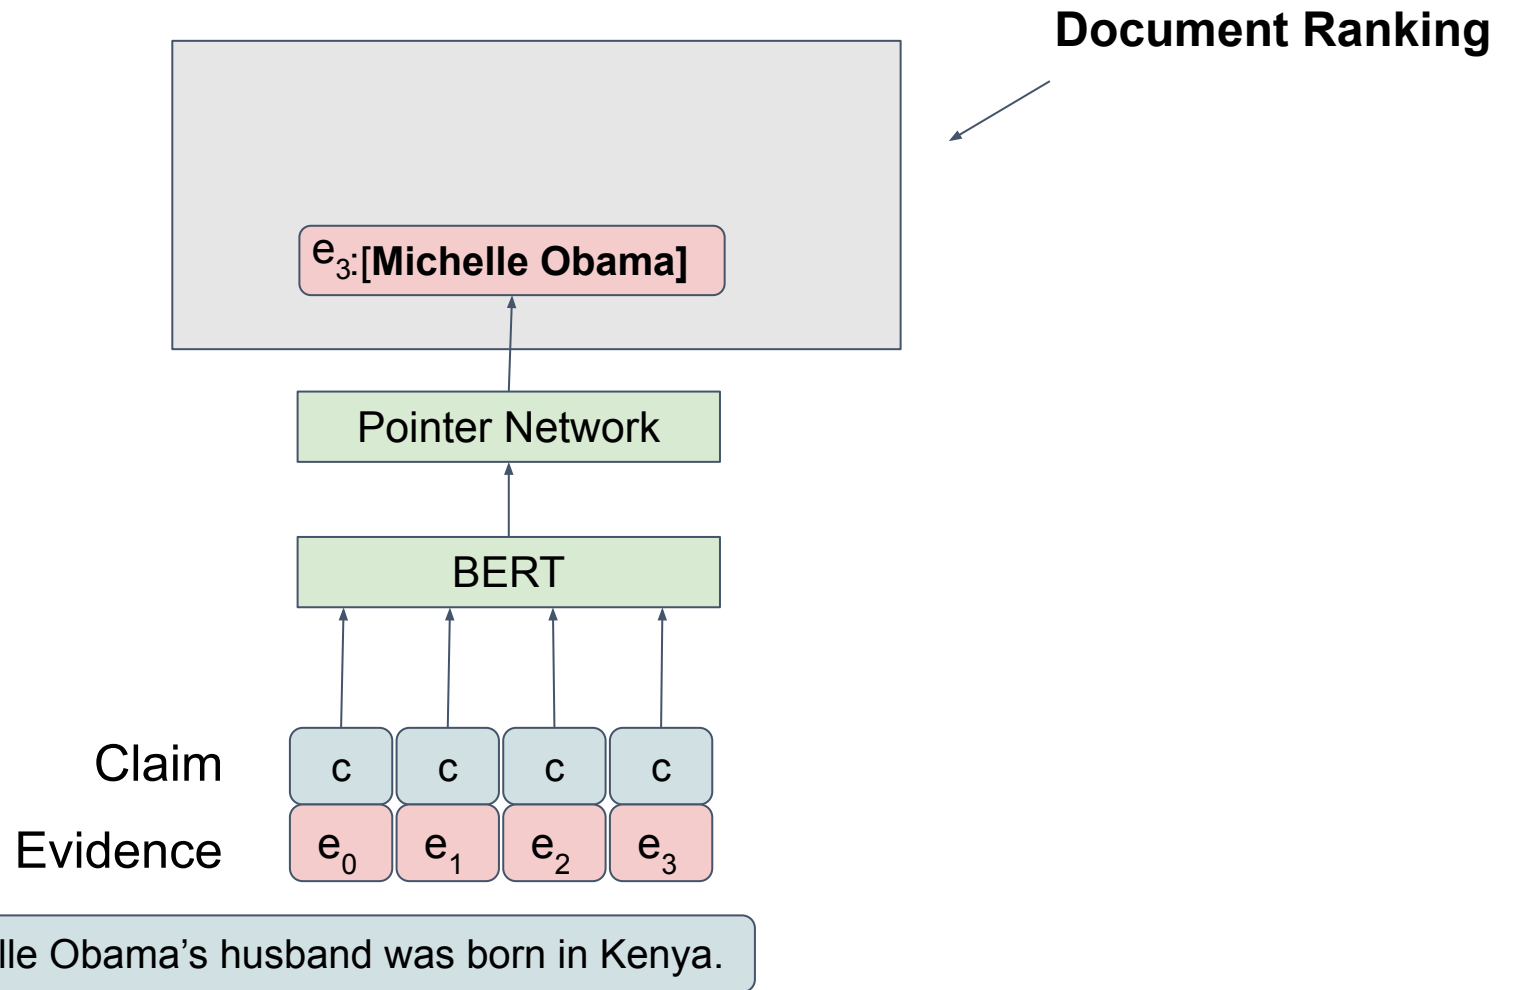 Document Ranking
e3:[Michelle Obama]
Pointer Network
BERT
Claim c c c c
Evidence e0 e1 e2 e3
Obama’s husband was born in Kenya.